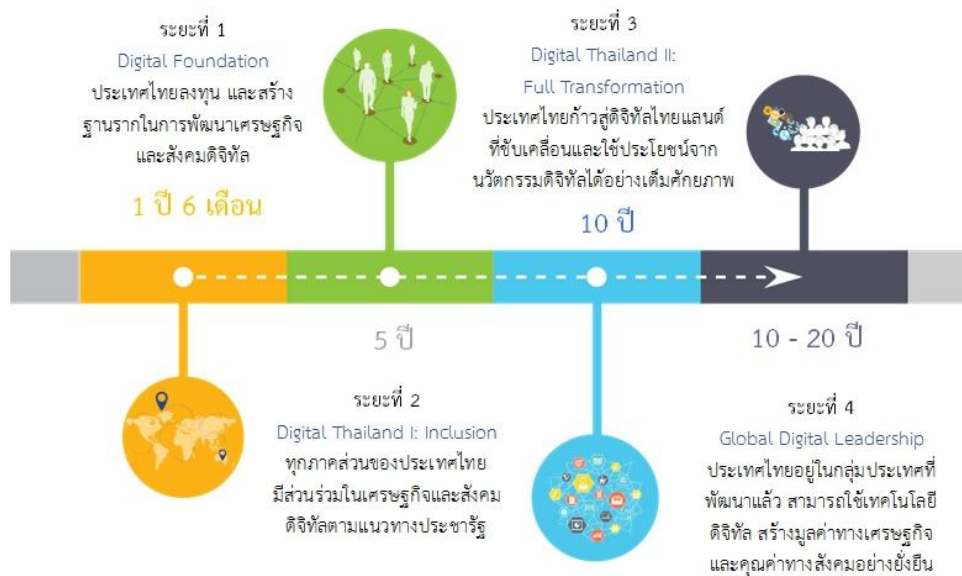 ระยะที่ 1
Digital Foundation
ประเทศไทยลงทุน และสร้าง
ฐานรากในการพัฒนาเศรษฐกิจ
และสังคมดิจิทัล
1 ปี 6 เดือน
5 ปี
ระยะที่ 2
Digital Thailand I: Inclusion
ทุกภาคส่วนของประเทศไทย
มีส่วนร่วมในเศรษฐกิจและสังคม
ดิจิทัลตามแนวทางประชารัฐ
ระยะที่ 3
Digital Thailand II:
Full Transformation
ประเทศไทยก้าวสู่ดิจิทัลไทยแลนด์
ที่ขับเคลื่อนและใช้ประโยชน์จาก
นวัตกรรมดิจิทัลได้อย่างเต็มศักยภาพ
10 ปี
10 - 20 ปี
ระยะที่ 4
Global Digital Leadership
ประเทศไทยอยู่ในกลุ่มประเทศที่
พัฒนาแล้ว สามารถใช้เทคโนโลยี
ดิจิทัล สร้างมูลค่าทางเศรษฐกิจ
และคุณค่าทางสังคมอย่างยั่งยืน